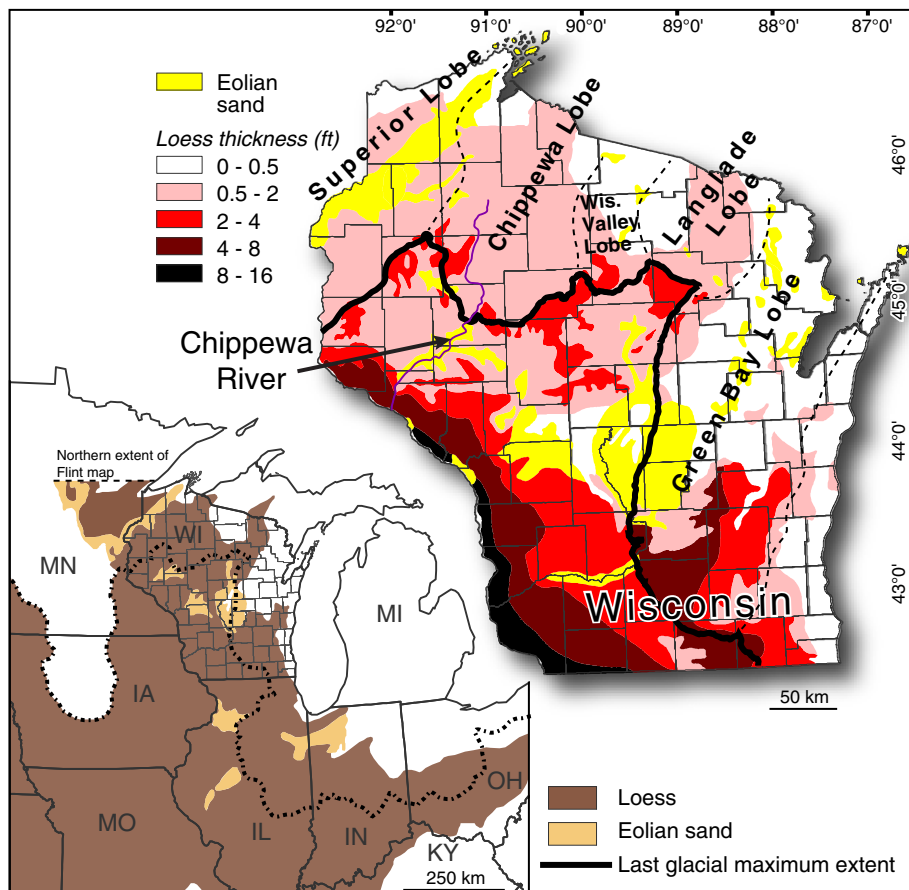 92°0' 91°0' 90°0' 89°0' 88°0' 87°0'
Eolian
sand
Loess thickness (ft)
0 - 0.5
0.5 - 2
2 - 4
4 - 8
8 - 16
Superior Lobe
Chippewa Lobe
Wis.
Valley
Lobe
Langlade
Lobe
Green Bay Lobe
46°0'
45°0'
44°0'
43°0'
Chippewa
River
Wisconsin
50 km
Northern extent of
Flint map
MN
WI
MI
IA
MO
IL
IN
OH
KY
250 km
Loess
Eolian sand
Last glacial maximum extent